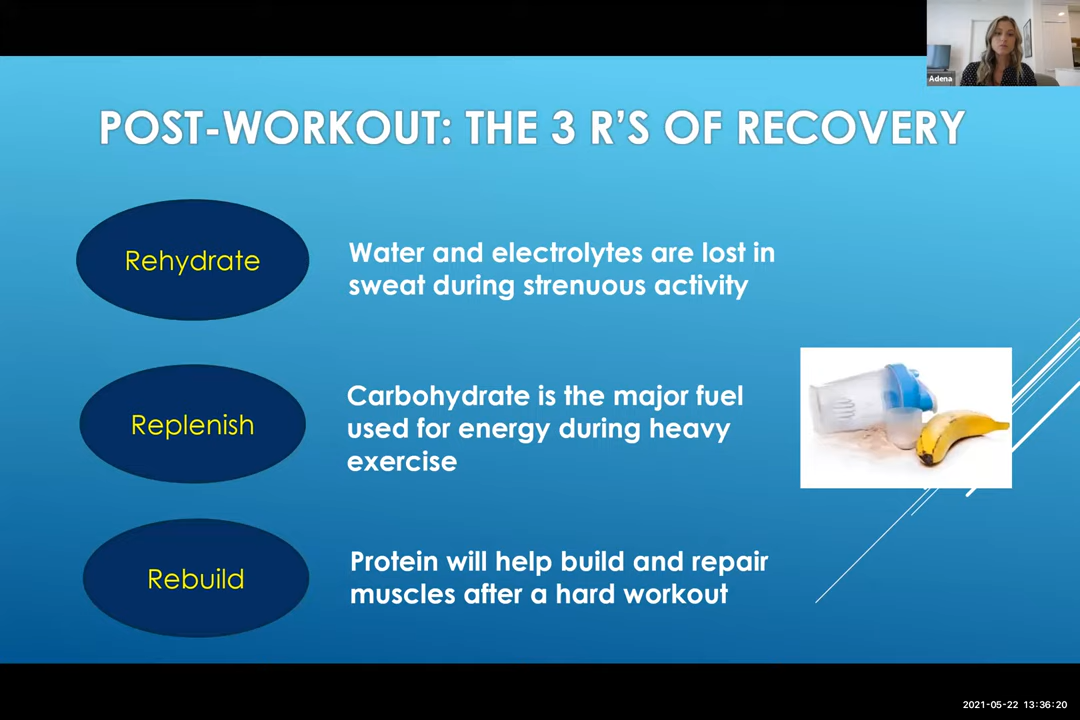 Adena
POST-WORKOUT: THE 3 R'S OF RECOVERY
Rehydrate
Water and electrolytes are lost in
sweat during strenuous activity
Replenish
Carbohydrate is the major fuel
used for energy during heavy
exercise
Rebuild
Protein will help build and repair
muscles after a hard workout
2021-05-22 13:36:20